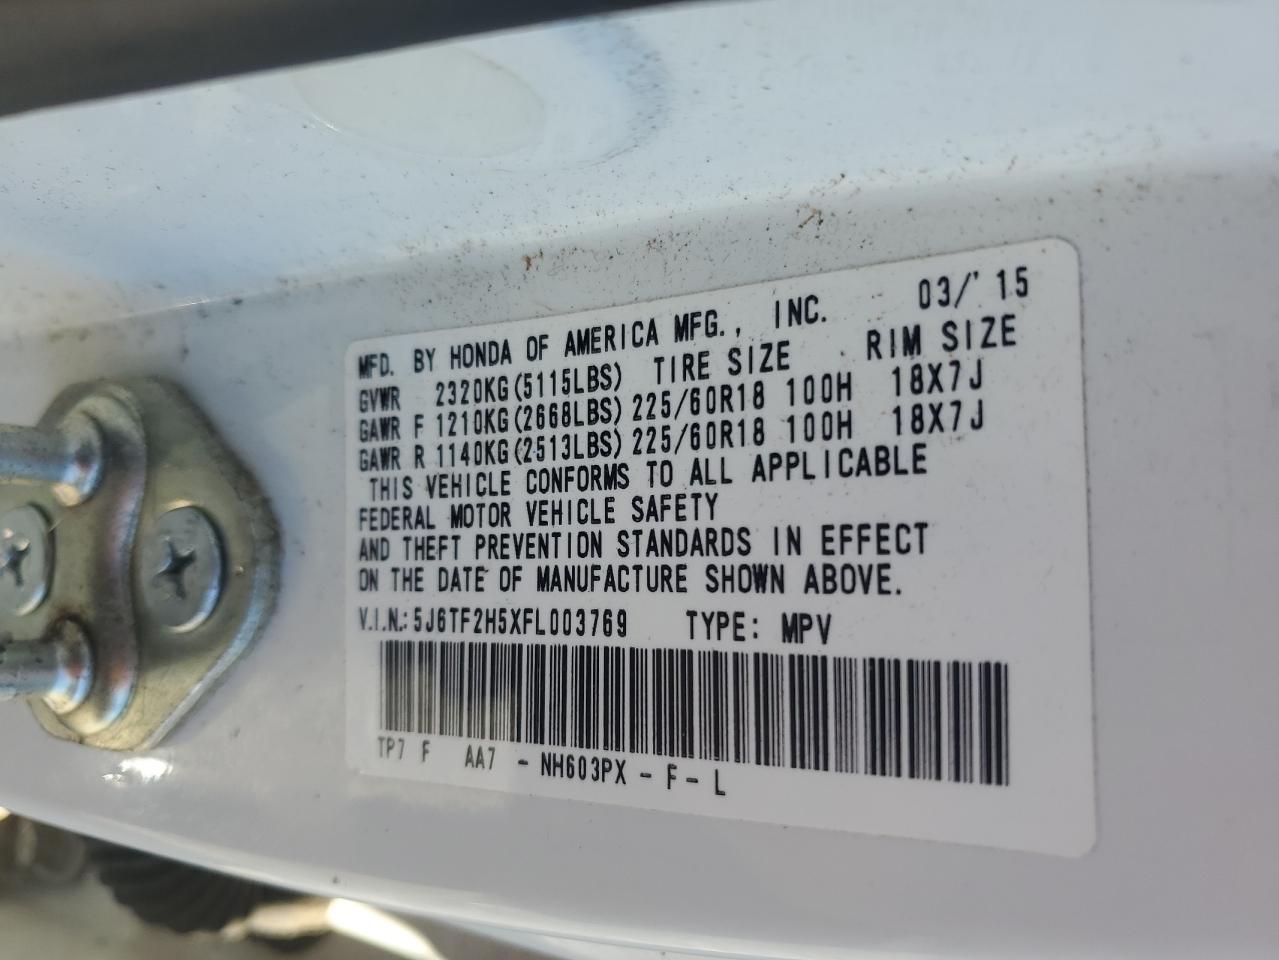 MFD. BY HONDA OF AMERICA MFG., INC. 03/'15
GVWR 2320KG(5115LBS) TIRE SIZE RIM SIZE
GAWR F 1210KG(2668LBS) 225/60R18 100H 18X7J
GAWR R 1140KG(2513LBS) 225/60R18 100H 18X7J
THIS VEHICLE CONFORMS TO ALL APPLICABLE
FEDERAL MOTOR VEHICLE SAFETY
AND THEFT PREVENTION STANDARDS IN EFFECT
ON THE DATE OF MANUFACTURE SHOWN ABOVE.
V.I.N.: 5J6TF2H5XFL003769 TYPE: MPV
TP7 F AA7 - NH603PX - F - L